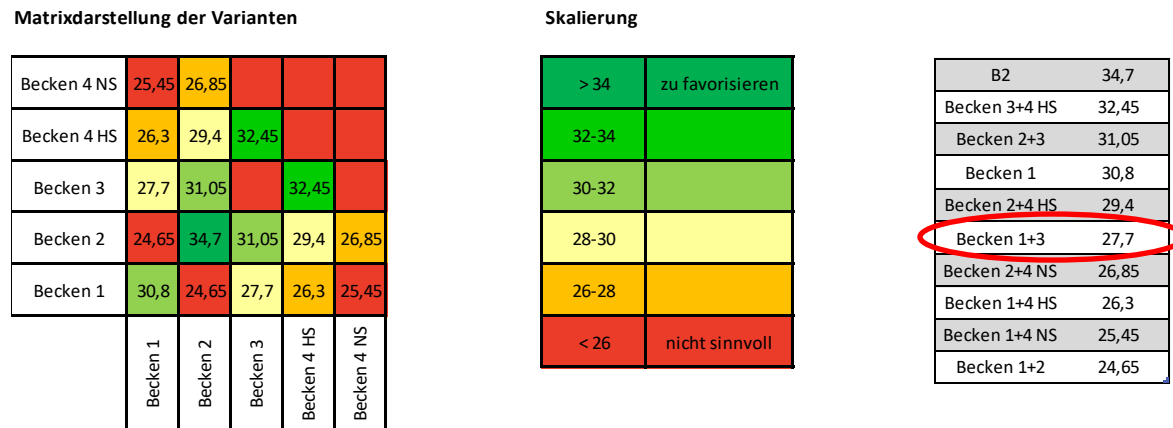 Matrixdarstellung der Varianten
Becken 4 NS 25,45 26,85
Becken 4 HS 26,3 29,4 32,45
Becken 3 27,7 31,05 32,45
Becken 2 24,65 34,7 31,05 29,4 26,85
Becken 1 30,8 24,65 27,7 26,3 25,45
Becken 1
Becken 2
Becken 3
Becken 4 HS
Becken 4 NS
Skalierung
> 34 zu favorisieren
32-34
30-32
28-30
26-28
< 26 nicht sinnvoll
B2 34,7
Becken 3+4 HS 32,45
Becken 2+3 31,05
Becken 1 30,8
Becken 2+4 HS 29,4
Becken 1+3 27,7
Becken 2+4 NS 26,85
Becken 1+4 HS 26,3
Becken 1+4 NS 25,45
Becken 1+2 24,65